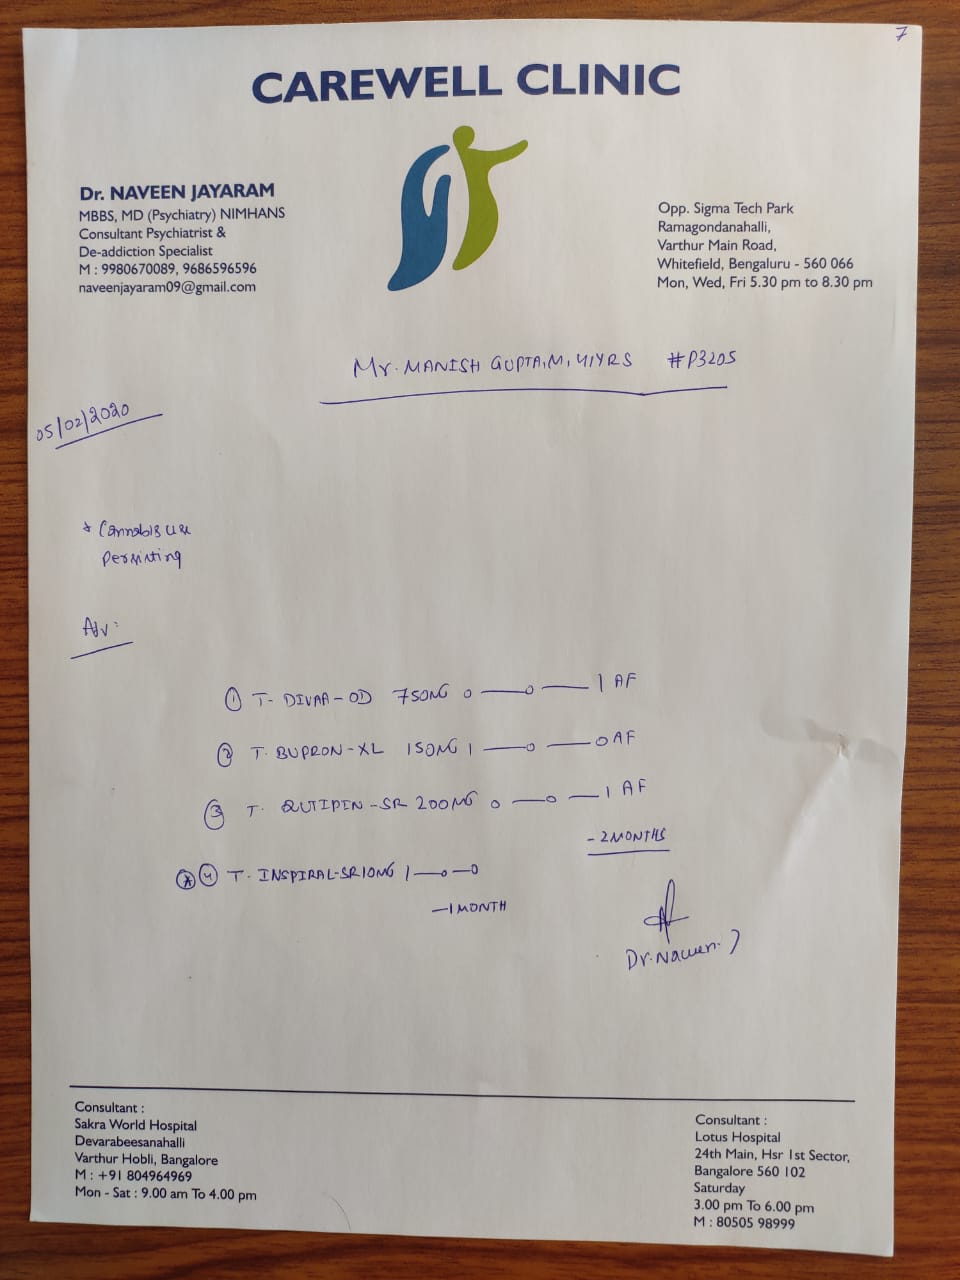 7
CAREWELL CLINIC
Dr. NAVEEN JAYARAM
MBBS, MD (Psychiatry) NIMHANS
Consultant Psychiatrist &
De-addiction Specialist
M : 9980670089, 9686596596
naveenjayaram09@gmail.com
Opp. Sigma Tech Park
Ramagondanahalli,
Varthur Main Road,
Whitefield, Bengaluru - 560 066
Mon, Wed, Fri 5.30 pm to 8.30 pm
Mr. MANISH GUPTA, M, 41YRS #P3205
05/02/2020
* Cannabis use
Persisting
Adv:
① T- DIVAA-OD 750MG 0 — 0 — 1 AF
② T. BUPRON-XL 150MG 1 — 0 — 0 AF
③ T. QUTIPIN-SR 200MG 0 — 0 — 1 AF
- 2 MONTHS
④ T. INSPIRAL-SR10MG 1 — 0 — 0
- 1 MONTH
Dr. Naveen. J
Consultant :
Sakra World Hospital
Devarabeesanahalli
Varthur Hobli, Bangalore
M : +91 804964969
Mon - Sat : 9.00 am To 4.00 pm
Consultant :
Lotus Hospital
24th Main, Hsr 1st Sector,
Bangalore 560 102
Saturday
3.00 pm To 6.00 pm
M : 80505 98999